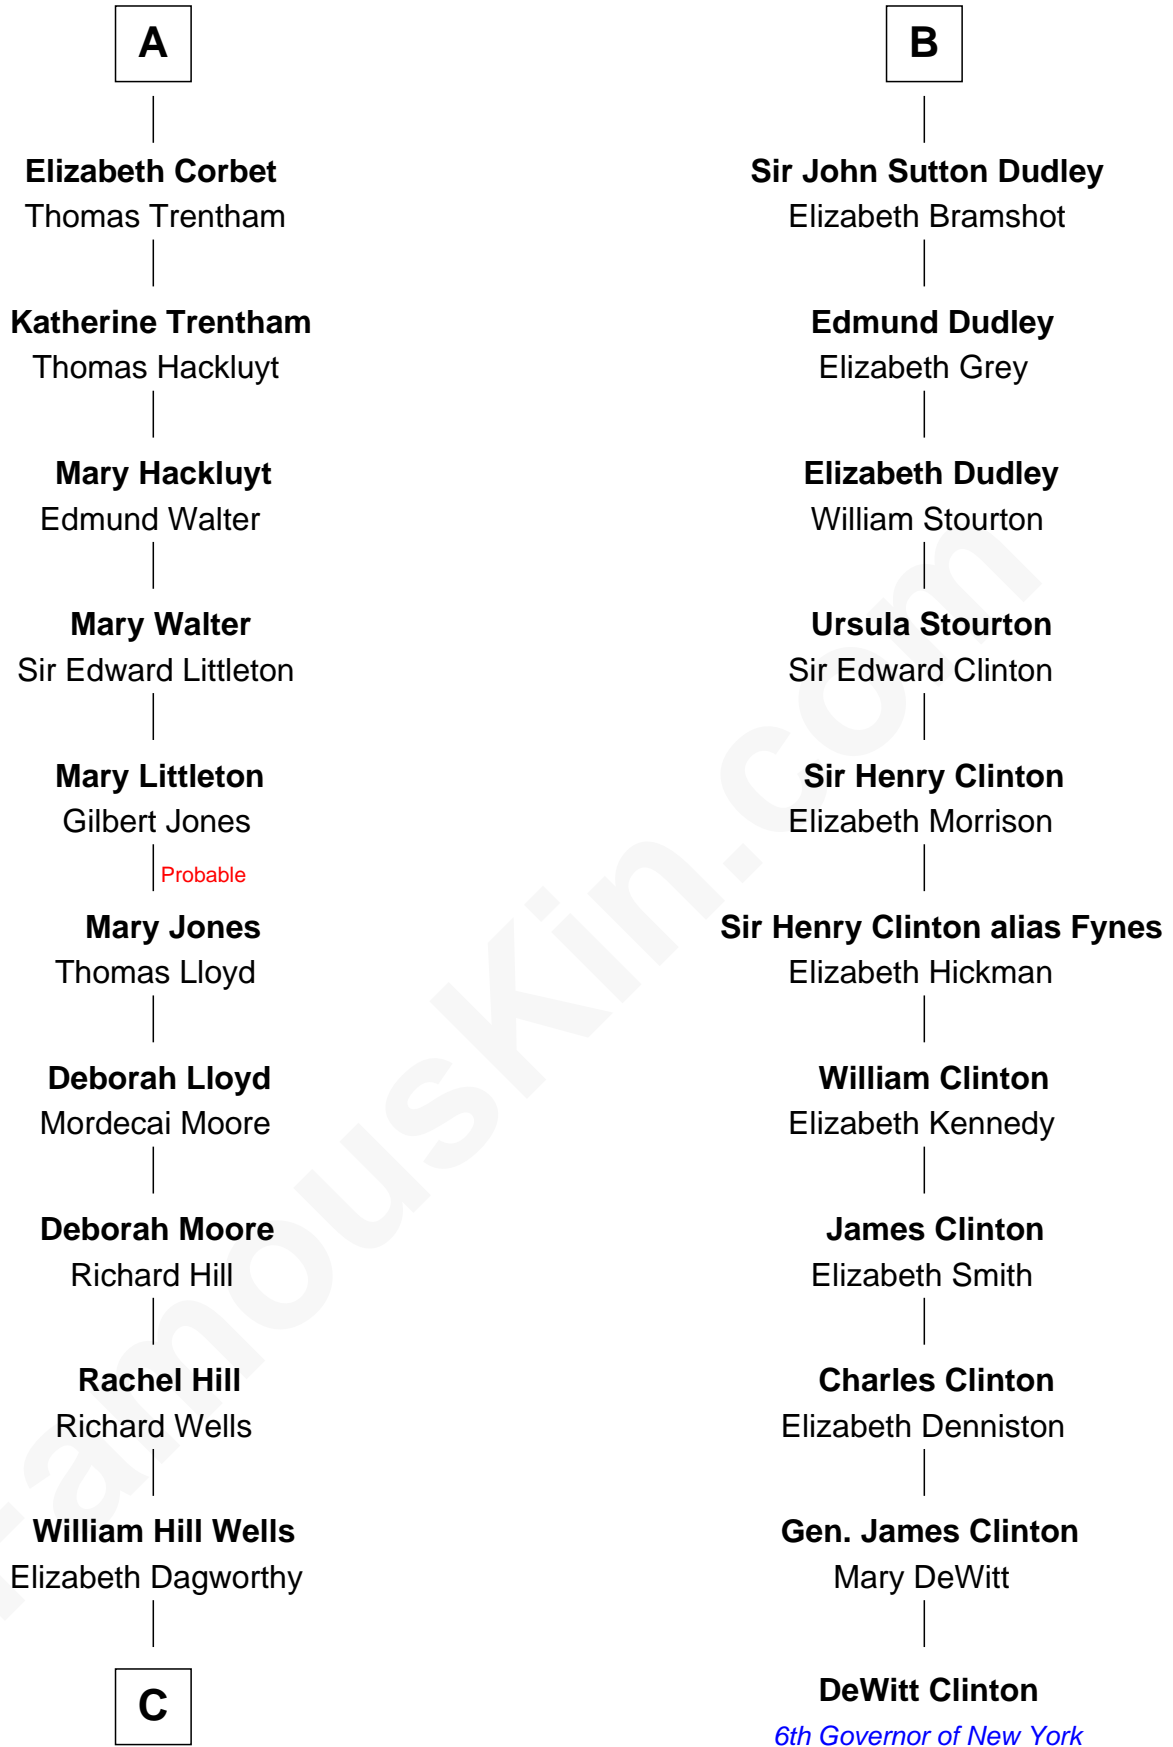 A
Elizabeth Corbet
Thomas Trentham
Katherine Trentham
Thomas Hackluyt
Mary Hackluyt
Edmund Walter
Mary Walter
Sir Edward Littleton
Mary Littleton
Gilbert Jones
Probable
Mary Jones
Thomas Lloyd
Deborah Lloyd
Mordecai Moore
Deborah Moore
Richard Hill
Rachel Hill
Richard Wells
William Hill Wells
Elizabeth Dagworthy
C
B
Sir John Sutton Dudley
Elizabeth Bramshot
Edmund Dudley
Elizabeth Grey
Elizabeth Dudley
William Stourton
Ursula Stourton
Sir Edward Clinton
Sir Henry Clinton
Elizabeth Morrison
Sir Henry Clinton alias Fynes
Elizabeth Hickman
William Clinton
Elizabeth Kennedy
James Clinton
Elizabeth Smith
Charles Clinton
Elizabeth Denniston
Gen. James Clinton
Mary DeWitt
DeWitt Clinton
6th Governor of New York
FamousKin.com